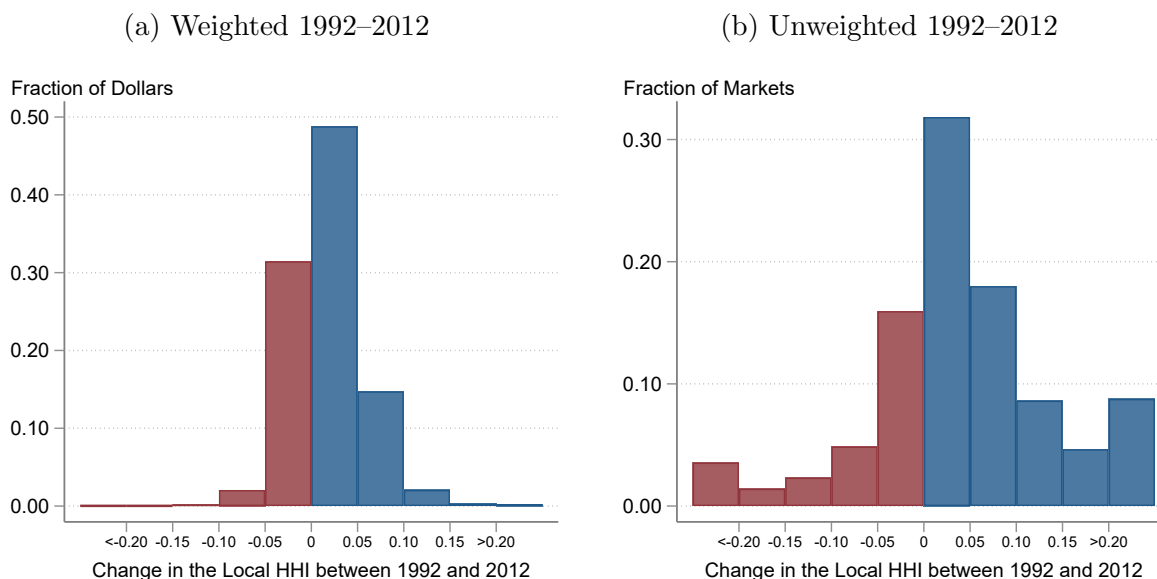 (a) Weighted 1992–2012
Fraction of Dollars
0.50
0.40
0.30
0.20
0.10
0.00
<-0.20 -0.15 -0.10 -0.05 0 0.05 0.10 0.15 >0.20
Change in the Local HHI between 1992 and 2012
(b) Unweighted 1992–2012
Fraction of Markets
0.30
0.20
0.10
0.00
<-0.20 -0.15 -0.10 -0.05 0 0.05 0.10 0.15 >0.20
Change in the Local HHI between 1992 and 2012